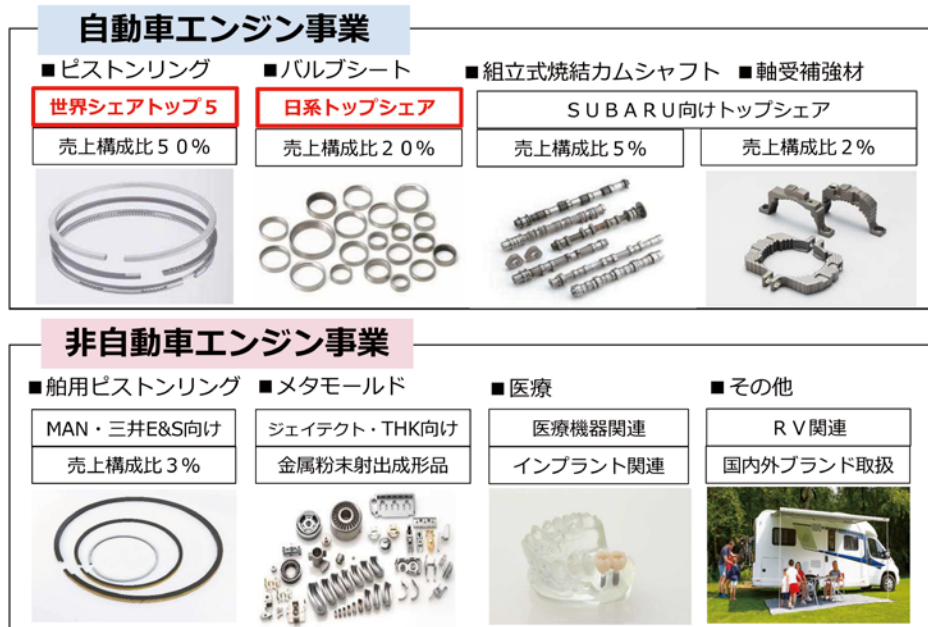 自動車エンジン事業
■ピストンリング ■バルブシート ■組立式焼結カムシャフト ■軸受補強材
世界シェアトップ5 日系トップシェア SUBARU向けトップシェア
売上構成比50% 売上構成比20% 売上構成比5% 売上構成比2%
非自動車エンジン事業
■舶用ピストンリング ■メタモールド ■医療 ■その他
MAN・三井E&S向け ジェイテクト・THK向け 医療機器関連 RV関連
売上構成比3% 金属粉末射出成形品 インプラント関連 国内外ブランド取扱